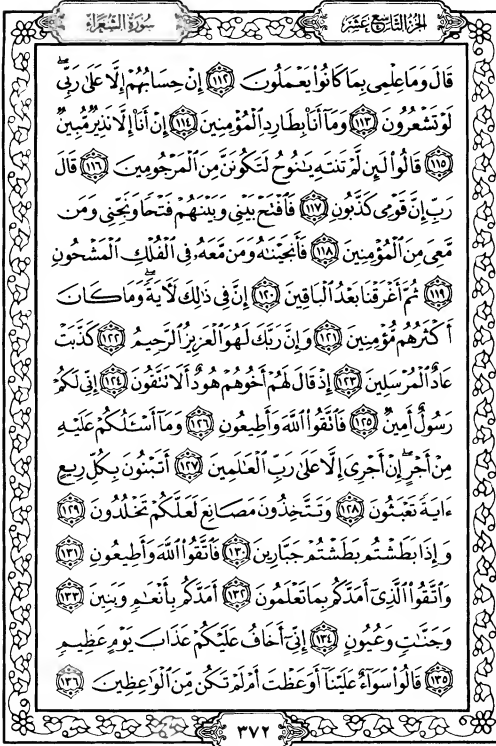 الجزء التاسع عشر سورة الشعراء
قَالَ وَمَا عِلْمِى بِمَا كَانُوا۟ يَعْمَلُونَ ١١٢ إِنْ حِسَابُهُمْ إِلَّا عَلَىٰ رَبِّى ۖ
لَوْ تَشْعُرُونَ ١١٣ وَمَآ أَنَا۠ بِطَارِدِ ٱلْمُؤْمِنِينَ ١١٤ إِنْ أَنَا۠ إِلَّا نَذِيرٌ مُّبِينٌ
١١٥ قَالُوا۟ لَئِن لَّمْ تَنتَهِ يَـٰنُوحُ لَتَكُونَنَّ مِنَ ٱلْمَرْجُومِينَ ١١٦ قَالَ
رَبِّ إِنَّ قَوْمِى كَذَّبُونِ ١١٧ فَٱفْتَحْ بَيْنِى وَبَيْنَهُمْ فَتْحًا وَنَجِّنِى وَمَن
مَّعِىَ مِنَ ٱلْمُؤْمِنِينَ ١١٨ فَأَنجَيْنَـٰهُ وَمَن مَّعَهُۥ فِى ٱلْفُلْكِ ٱلْمَشْحُونِ
١١٩ ثُمَّ أَغْرَقْنَا بَعْدُ ٱلْبَاقِينَ ١٢٠ إِنَّ فِى ذَٰلِكَ لَـَٔايَةً ۖ وَمَا كَانَ
أَكْثَرُهُم مُّؤْمِنِينَ ١٢١ وَإِنَّ رَبَّكَ لَهُوَ ٱلْعَزِيزُ ٱلرَّحِيمُ ١٢٢ كَذَّبَتْ
عَادٌ ٱلْمُرْسَلِينَ ١٢٣ إِذْ قَالَ لَهُمْ أَخُوهُمْ هُودٌ أَلَا تَتَّقُونَ ١٢٤ إِنِّى لَكُمْ
رَسُولٌ أَمِينٌ ١٢٥ فَٱتَّقُوا۟ ٱللَّهَ وَأَطِيعُونِ ١٢٦ وَمَآ أَسْـَٔلُكُمْ عَلَيْهِ
مِنْ أَجْرٍ ۖ إِنْ أَجْرِىَ إِلَّا عَلَىٰ رَبِّ ٱلْعَـٰلَمِينَ ١٢٧ أَتَبْنُونَ بِكُلِّ رِيعٍ
ءَايَةً تَعْبَثُونَ ١٢٨ وَتَتَّخِذُونَ مَصَانِعَ لَعَلَّكُمْ تَخْلُدُونَ ١٢٩
وَإِذَا بَطَشْتُم بَطَشْتُمْ جَبَّارِينَ ١٣٠ فَٱتَّقُوا۟ ٱللَّهَ وَأَطِيعُونِ ١٣١
وَٱتَّقُوا۟ ٱلَّذِىٓ أَمَدَّكُم بِمَا تَعْلَمُونَ ١٣٢ أَمَدَّكُم بِأَنْعَـٰمٍ وَبَنِينَ ١٣٣
وَجَنَّـٰتٍ وَعُيُونٍ ١٣٤ إِنِّىٓ أَخَافُ عَلَيْكُمْ عَذَابَ يَوْمٍ عَظِيمٍ
١٣٥ قَالُوا۟ سَوَآءٌ عَلَيْنَآ أَوَعَظْتَ أَمْ لَمْ تَكُن مِّنَ ٱلْوَٰعِظِينَ ١٣٦
٣٧٢